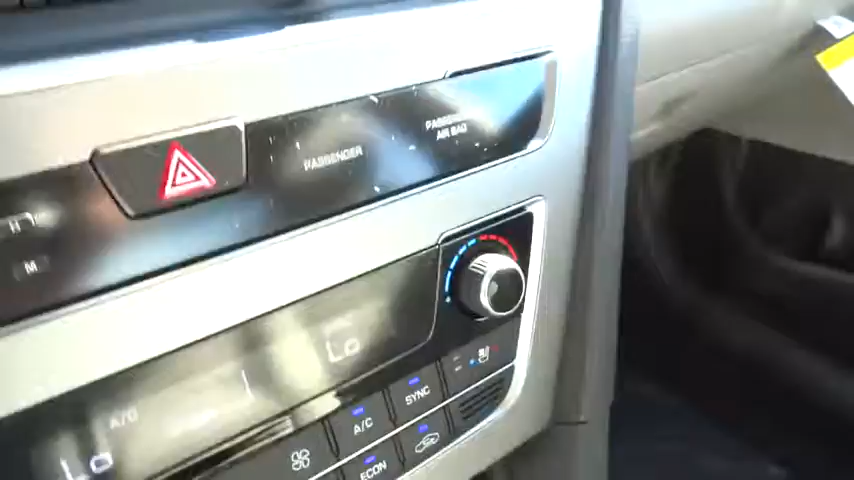 PASSENGER
PASSENGER
AIR BAG
H
M
Lo
A/O
Lo
A/C
SYNC
ECON